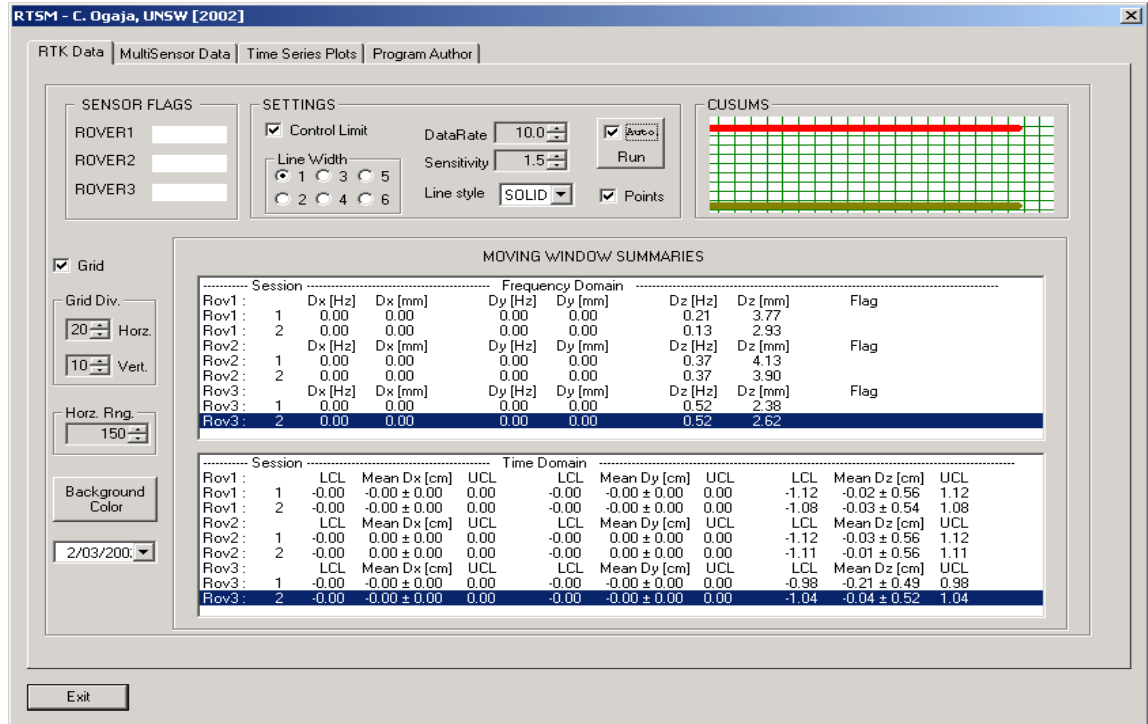 RTSM - C. Ogaja, UNSW [2002]
RTK Data MultiSensor Data Time Series Plots Program Author
SENSOR FLAGS
ROVER1
ROVER2
ROVER3
SETTINGS
Control Limit
Line Width
1 3 5
2 4 6
DataRate 10.0
Sensitivity 1.5
Line style SOLID
Auto
Run
Points
CUSUMS
Grid
Grid Div.
20 Horz.
10 Vert.
Horz. Rng.
150
Background
Color
2/03/200
MOVING WINDOW SUMMARIES
--------- Session ------------------------------------ Frequency Domain ------------------------------------
Rov1 : Dx [Hz] Dx [mm] Dy [Hz] Dy [mm] Dz [Hz] Dz [mm] Flag
Rov1 : 1 0.00 0.00 0.00 0.00 0.21 3.77
Rov1 : 2 0.00 0.00 0.00 0.00 0.13 2.93
Rov2 : Dx [Hz] Dx [mm] Dy [Hz] Dy [mm] Dz [Hz] Dz [mm] Flag
Rov2 : 1 0.00 0.00 0.00 0.00 0.37 4.13
Rov2 : 2 0.00 0.00 0.00 0.00 0.37 3.90
Rov3 : Dx [Hz] Dx [mm] Dy [Hz] Dy [mm] Dz [Hz] Dz [mm] Flag
Rov3 : 1 0.00 0.00 0.00 0.00 0.52 2.38
Rov3 : 2 0.00 0.00 0.00 0.00 0.52 2.62
--------- Session ------------------------------------ Time Domain ------------------------------------
Rov1 : LCL Mean Dx [cm] UCL LCL Mean Dy [cm] UCL LCL Mean Dz [cm] UCL
Rov1 : 1 -0.00 -0.00 ± 0.00 0.00 -0.00 -0.00 ± 0.00 0.00 -1.12 -0.02 ± 0.56 1.12
Rov1 : 2 -0.00 -0.00 ± 0.00 0.00 -0.00 -0.00 ± 0.00 0.00 -1.08 -0.03 ± 0.54 1.08
Rov2 : LCL Mean Dx [cm] UCL LCL Mean Dy [cm] UCL LCL Mean Dz [cm] UCL
Rov2 : 1 -0.00 0.00 ± 0.00 0.00 -0.00 0.00 ± 0.00 0.00 -1.12 -0.03 ± 0.56 1.12
Rov2 : 2 -0.00 0.00 ± 0.00 0.00 -0.00 0.00 ± 0.00 0.00 -1.11 -0.01 ± 0.56 1.11
Rov3 : LCL Mean Dx [cm] UCL LCL Mean Dy [cm] UCL LCL Mean Dz [cm] UCL
Rov3 : 1 -0.00 -0.00 ± 0.00 0.00 -0.00 -0.00 ± 0.00 0.00 -0.98 -0.21 ± 0.49 0.98
Rov3 : 2 -0.00 -0.00 ± 0.00 0.00 -0.00 -0.00 ± 0.00 0.00 -1.04 -0.04 ± 0.52 1.04
Exit